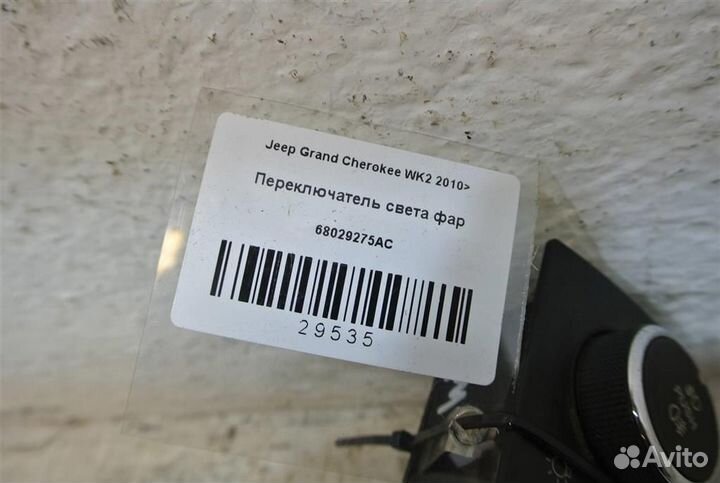 Jeep Grand Cherokee WK2 2010>
Переключатель света фар
68029275AC
29535
Avito